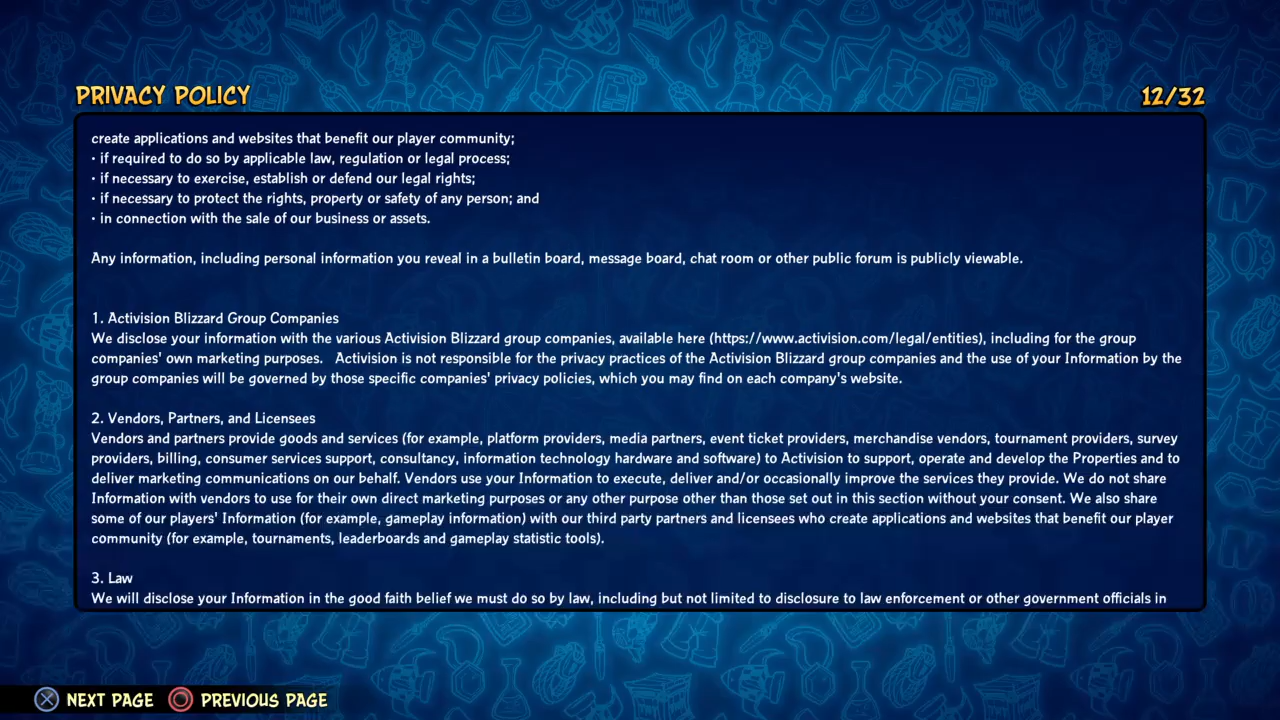 PRIVACY POLICY
12/32
create applications and websites that benefit our player community;
• if required to do so by applicable law, regulation or legal process;
• if necessary to exercise, establish or defend our legal rights;
• if necessary to protect the rights, property or safety of any person; and
• in connection with the sale of our business or assets.
Any information, including personal information you reveal in a bulletin board, message board, chat room or other public forum is publicly viewable.
1. Activision Blizzard Group Companies
We disclose your information with the various Activision Blizzard group companies, available here (https://www.activision.com/legal/entities), including for the group
companies' own marketing purposes.   Activision is not responsible for the privacy practices of the Activision Blizzard group companies and the use of your Information by the
group companies will be governed by those specific companies' privacy policies, which you may find on each company's website.
2. Vendors, Partners, and Licensees
Vendors and partners provide goods and services (for example, platform providers, media partners, event ticket providers, merchandise vendors, tournament providers, survey
providers, billing, consumer services support, consultancy, information technology hardware and software) to Activision to support, operate and develop the Properties and to
deliver marketing communications on our behalf. Vendors use your Information to execute, deliver and/or occasionally improve the services they provide. We do not share
Information with vendors to use for their own direct marketing purposes or any other purpose other than those set out in this section without your consent. We also share
some of our players' Information (for example, gameplay information) with our third party partners and licensees who create applications and websites that benefit our player
community (for example, tournaments, leaderboards and gameplay statistic tools).
3. Law
We will disclose your Information in the good faith belief we must do so by law, including but not limited to disclosure to law enforcement or other government officials in
NEXT PAGE
PREVIOUS PAGE